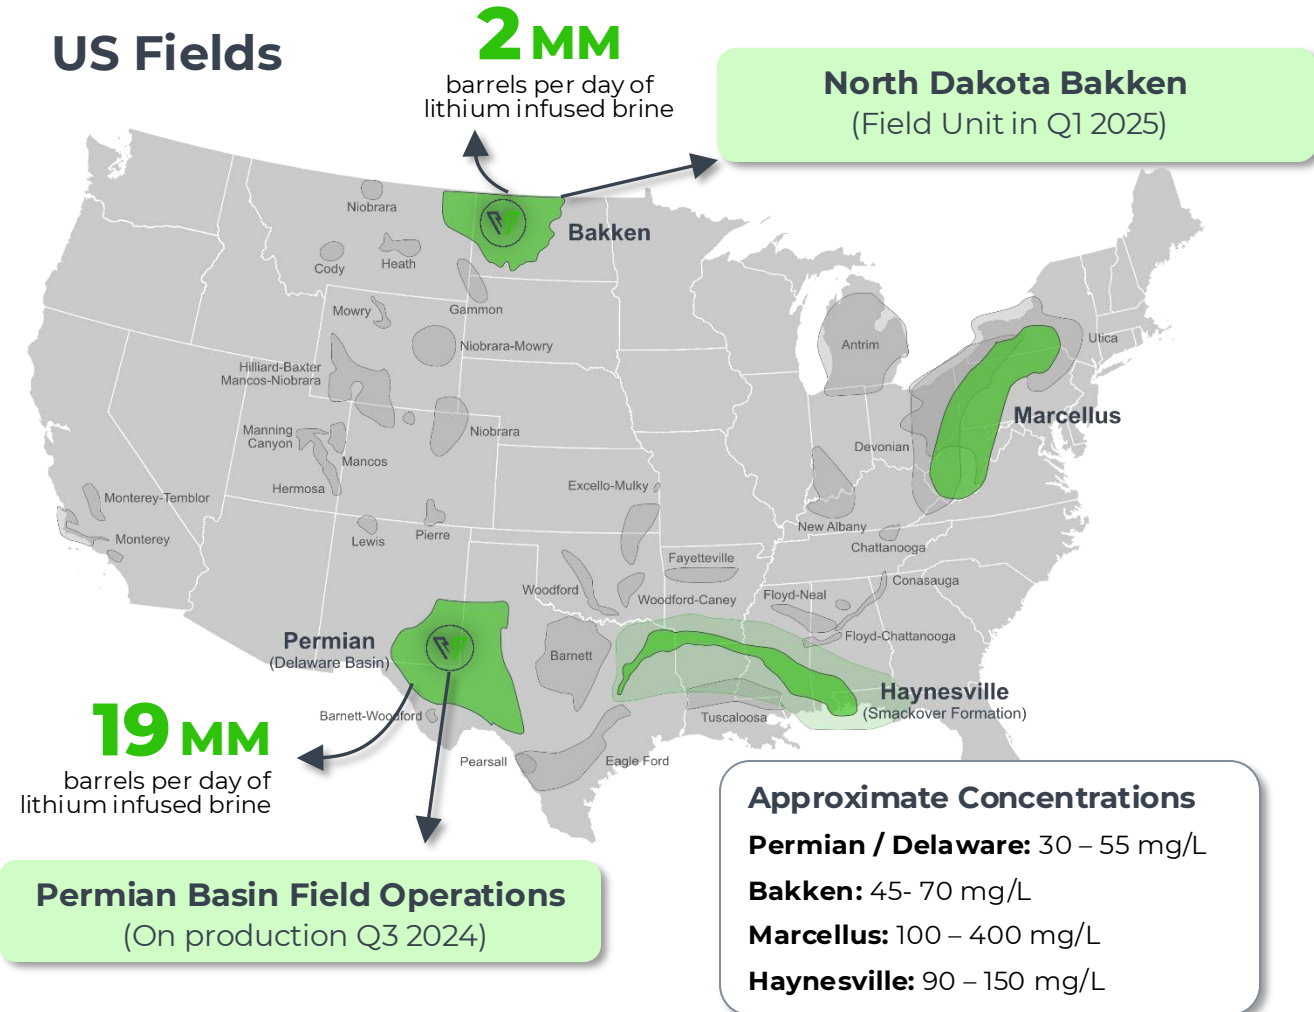 US Fields
2 MM
barrels per day of
lithium infused brine
North Dakota Bakken
(Field Unit in Q1 2025)
Niobrara
Bakken
Cody
Heath
Mowry
Gammon
Niobrara-Mowry
Antrim
Utica
Hilliard-Baxter
Mancos-Niobrara
Marcellus
Manning
Canyon
Niobrara
Mancos
Devonian
Hermosa
Excello-Mulky
Monterey-Temblor
Monterey
Lewis
Pierre
New Albany
Chattanooga
Fayetteville
Woodford
Woodford-Caney
Floyd-Neal
Conasauga
Floyd-Chattanooga
Permian
(Delaware Basin)
Barnett
Haynesville
(Smackover Formation)
Barnett-Woodford
Tuscaloosa
19 MM
barrels per day of
lithium infused brine
Pearsall
Eagle Ford
Permian Basin Field Operations
(On production Q3 2024)
Approximate Concentrations
Permian / Delaware: 30 – 55 mg/L
Bakken: 45- 70 mg/L
Marcellus: 100 – 400 mg/L
Haynesville: 90 – 150 mg/L